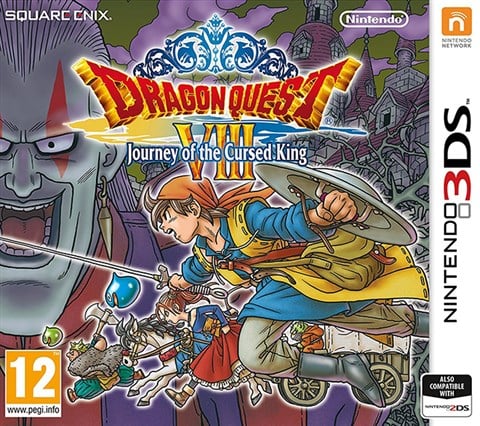 SQUARE ENIX.
Nintendo
NINTENDO
NETWORK
DRAGON QUEST
VIII
Journey of the Cursed King
NINTENDO 3DS
12
www.pegi.info
ALSO
COMPATIBLE
WITH
NINTENDO 2DS